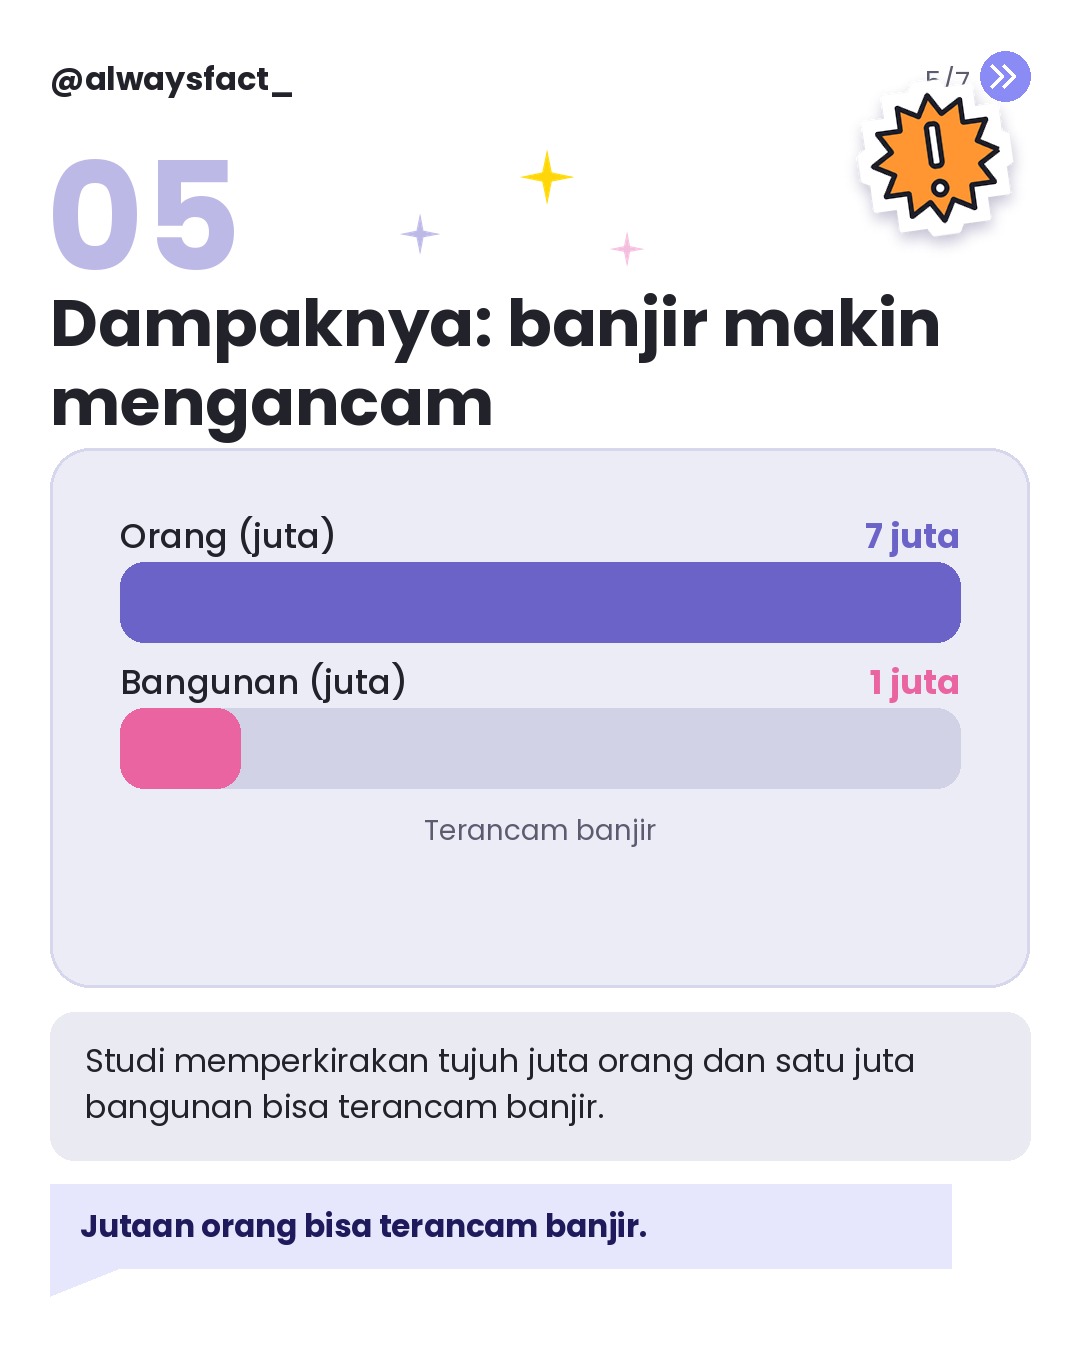 @alwaysfact_
5/7
05
Dampaknya: banjir makin
mengancam
Orang (juta)
7 juta
Bangunan (juta)
1 juta
Terancam banjir
Studi memperkirakan tujuh juta orang dan satu juta
bangunan bisa terancam banjir.
Jutaan orang bisa terancam banjir.